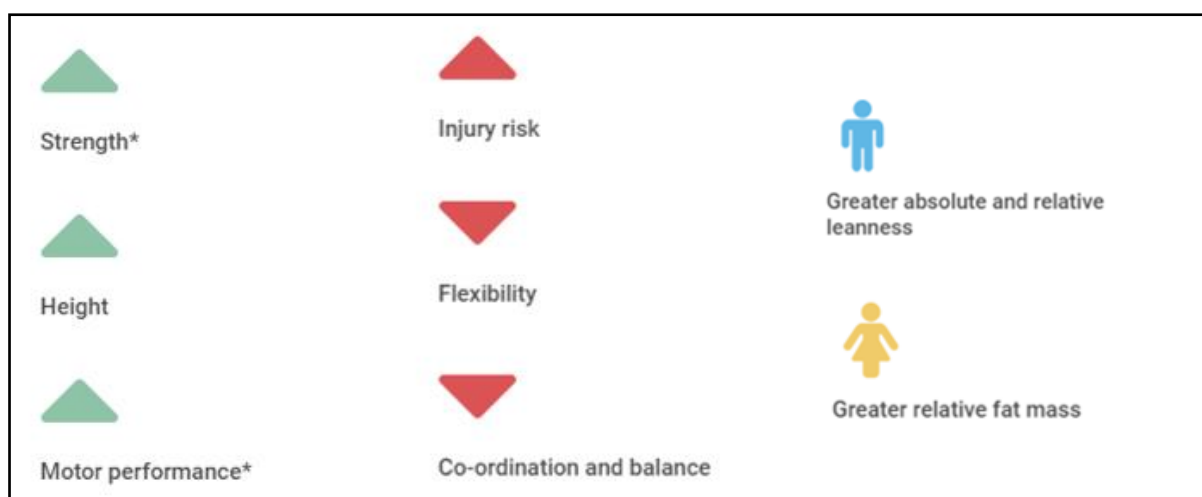 Strength*
Height
Motor performance*
Injury risk
Flexibility
Co-ordination and balance
Greater absolute and relative
leanness
Greater relative fat mass